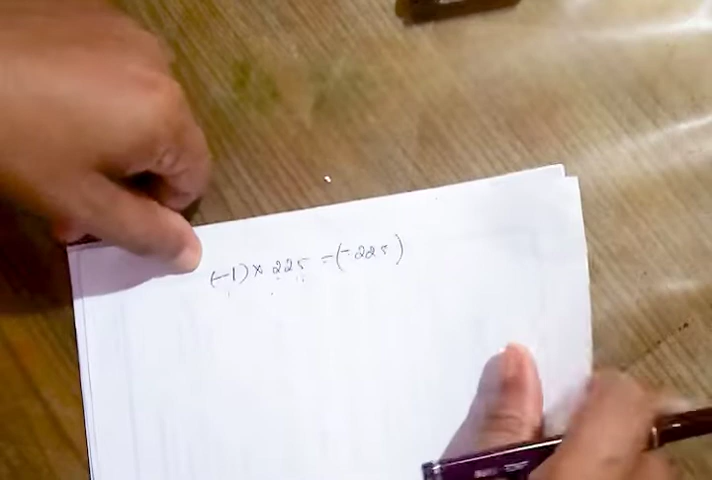 (-1) × 225 = (-225)